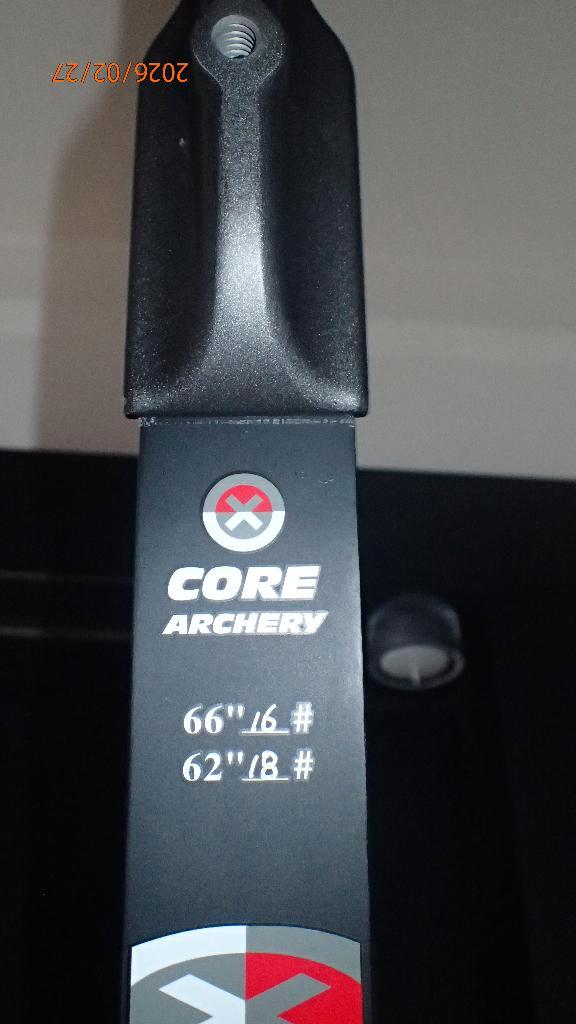 2026/02/27
CORE
ARCHERY
66" 16 #
62" 18 #